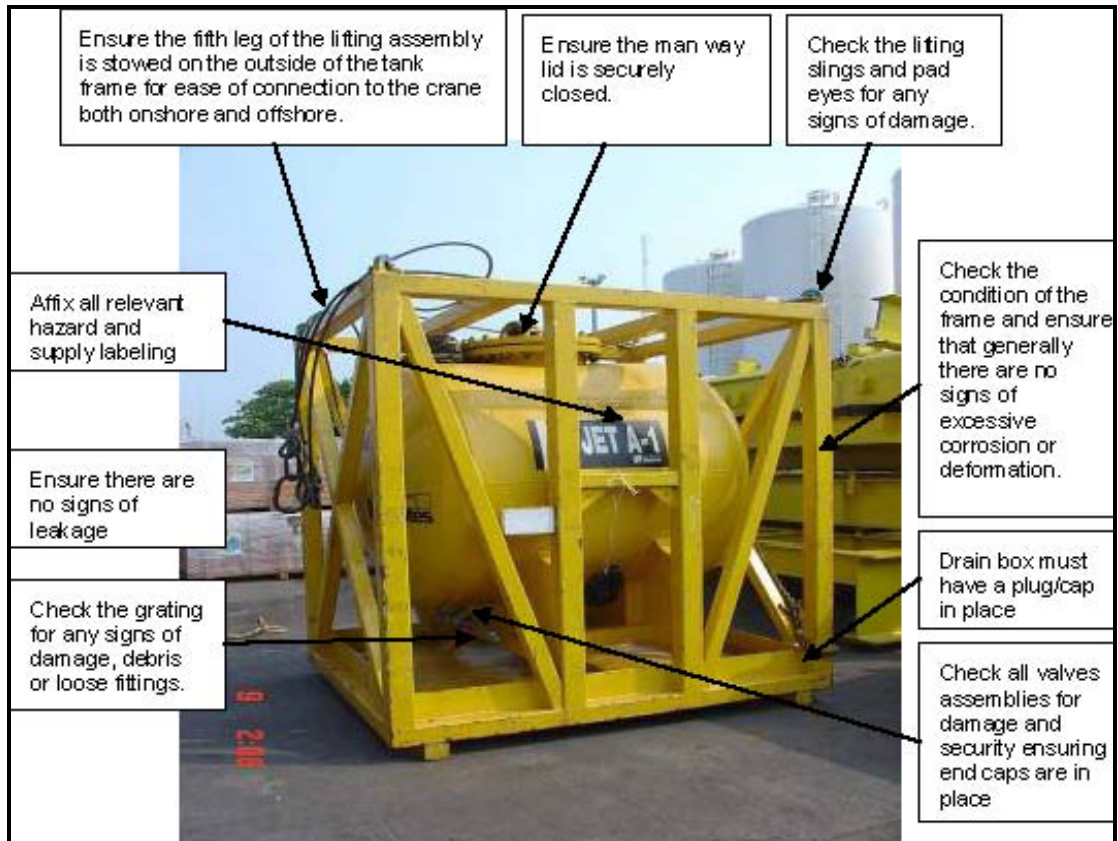 Ensure the fifth leg of the lifting assembly
is stowed on the outside of the tank
frame for ease of connection to the crane
both onshore and offshore.
Ensure the man way
lid is securely
closed.
Check the lifting
slings and pad
eyes for any
signs of damage.
Affix all relevant
hazard and
supply labeling
Check the
condition of the
frame and ensure
that generally
there are no
signs of
excessive
corrosion or
deformation.
JET A-1
Ensure there are
no signs of
leakage
Drain box must
have a plug/cap
in place
Check the grating
for any signs of
damage, debris
or loose fittings.
Check all valves
assemblies for
damage and
security ensuring
end caps are in
place